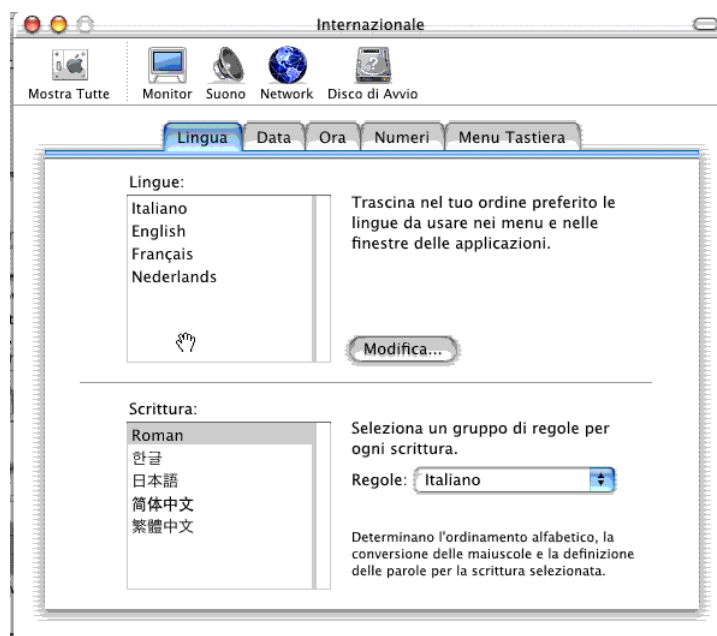 Internazionale
Mostra Tutte
Monitor
Suono
Network
Disco di Avvio
Lingua
Data
Ora
Numeri
Menu Tastiera
Lingue:
Italiano
English
Français
Nederlands
Trascina nel tuo ordine preferito le
lingue da usare nei menu e nelle
finestre delle applicazioni.
Modifica...
Scrittura:
Roman
한글
日本語
简体中文
繁體中文
Seleziona un gruppo di regole per
ogni scrittura.
Regole: Italiano
Determinano l'ordinamento alfabetico, la
conversione delle maiuscole e la definizione
delle parole per la scrittura selezionata.